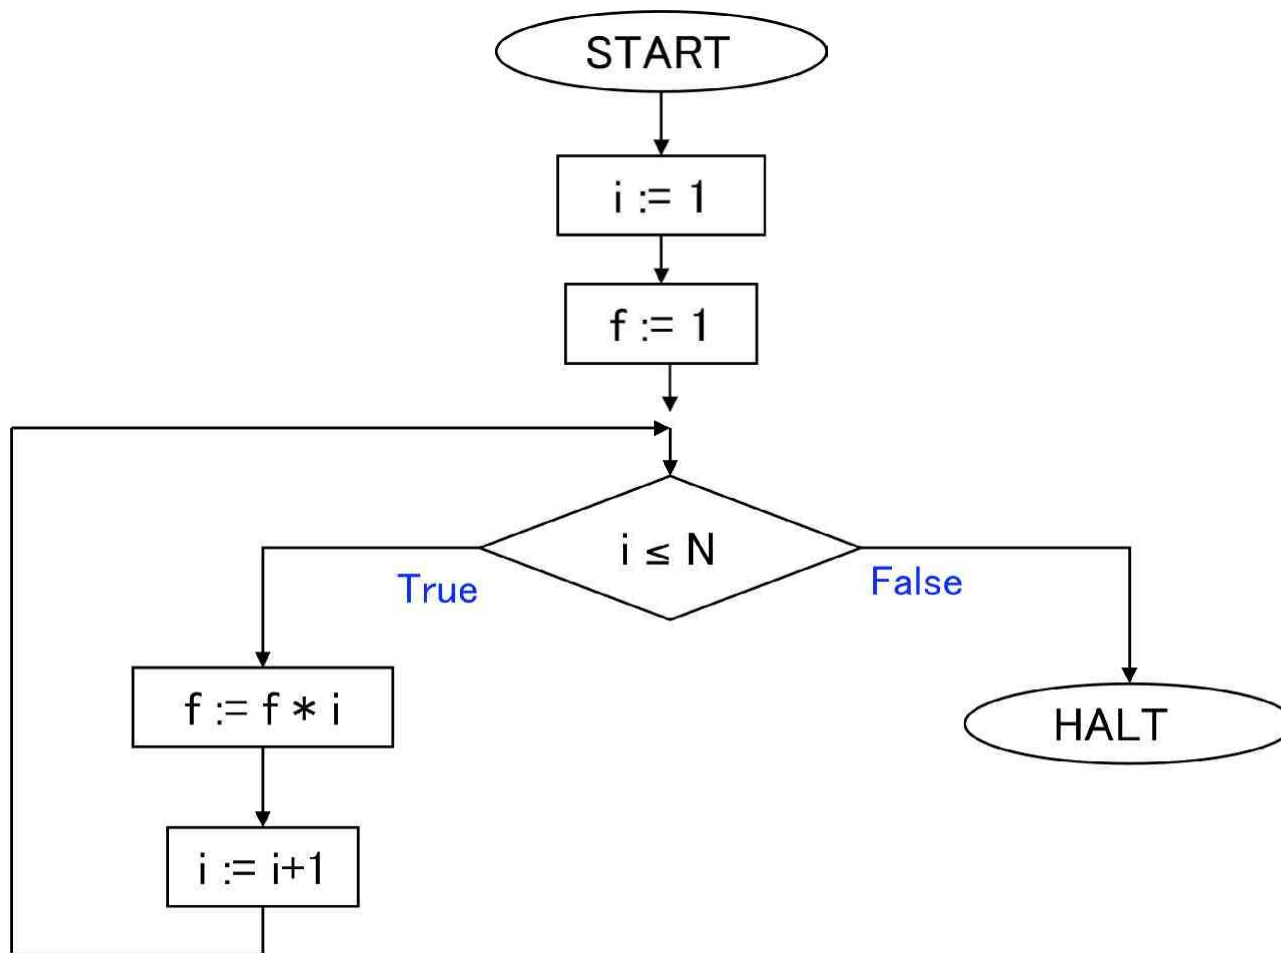 START
i := 1
f := 1
i ≤ N
True
False
f := f * i
HALT
i := i+1